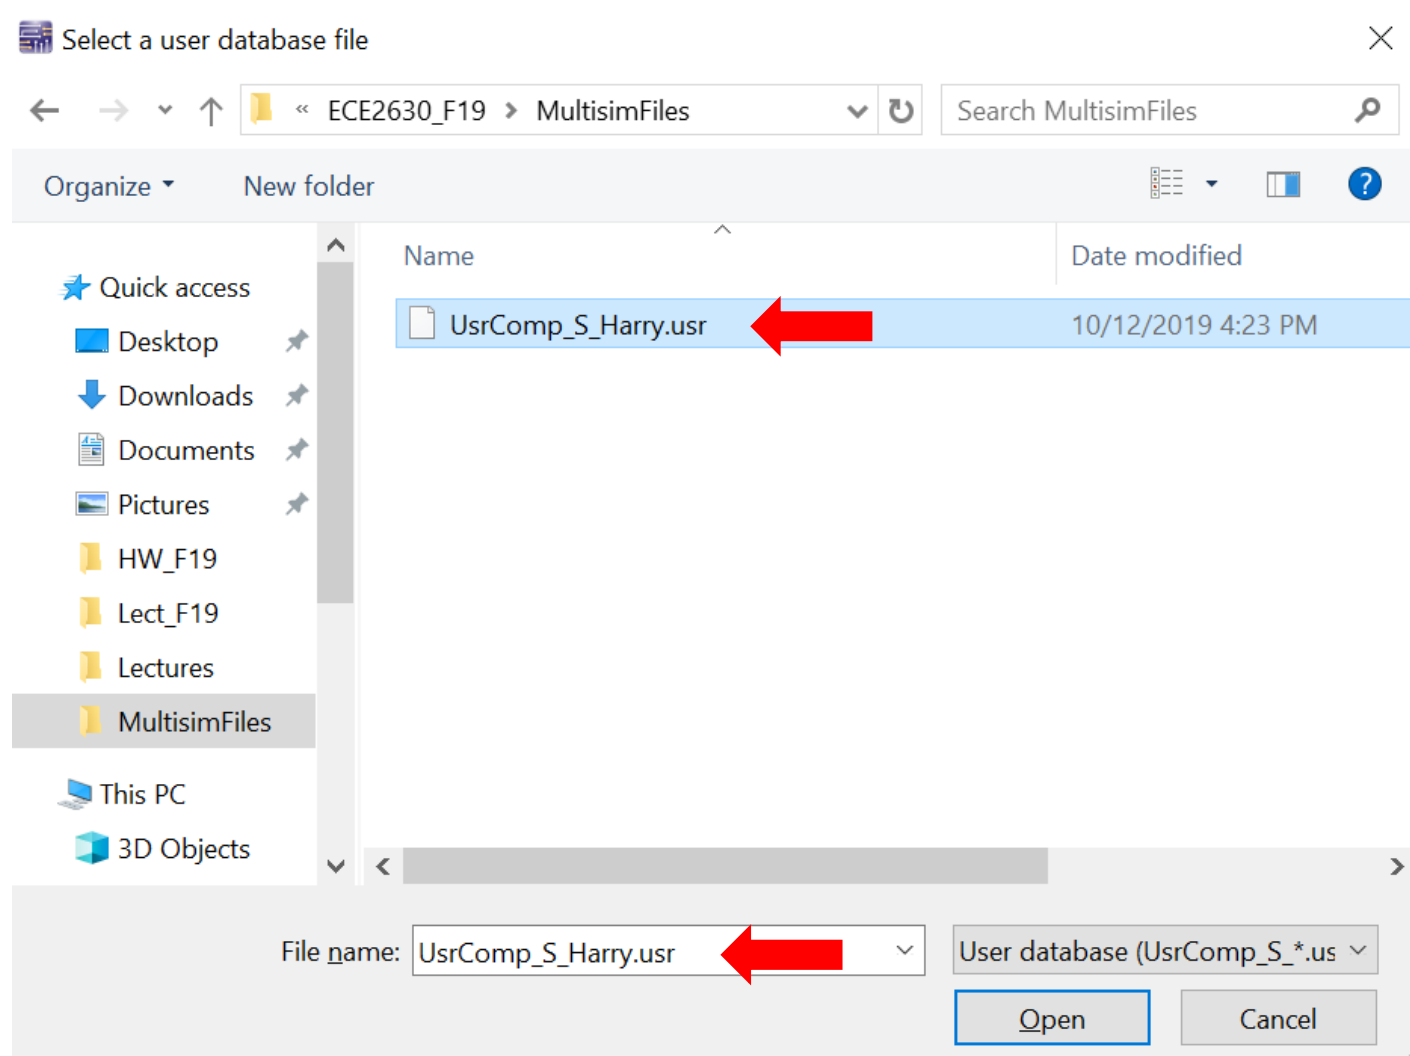 Select a user database file
« ECE2630_F19 > MultisimFiles
Search MultisimFiles
Organize
New folder
Name
Date modified
Quick access
Desktop
Downloads
Documents
Pictures
HW_F19
Lect_F19
Lectures
MultisimFiles
This PC
3D Objects
UsrComp_S_Harry.usr
10/12/2019 4:23 PM
File name:
UsrComp_S_Harry.usr
User database (UsrComp_S_*.us
Open
Cancel